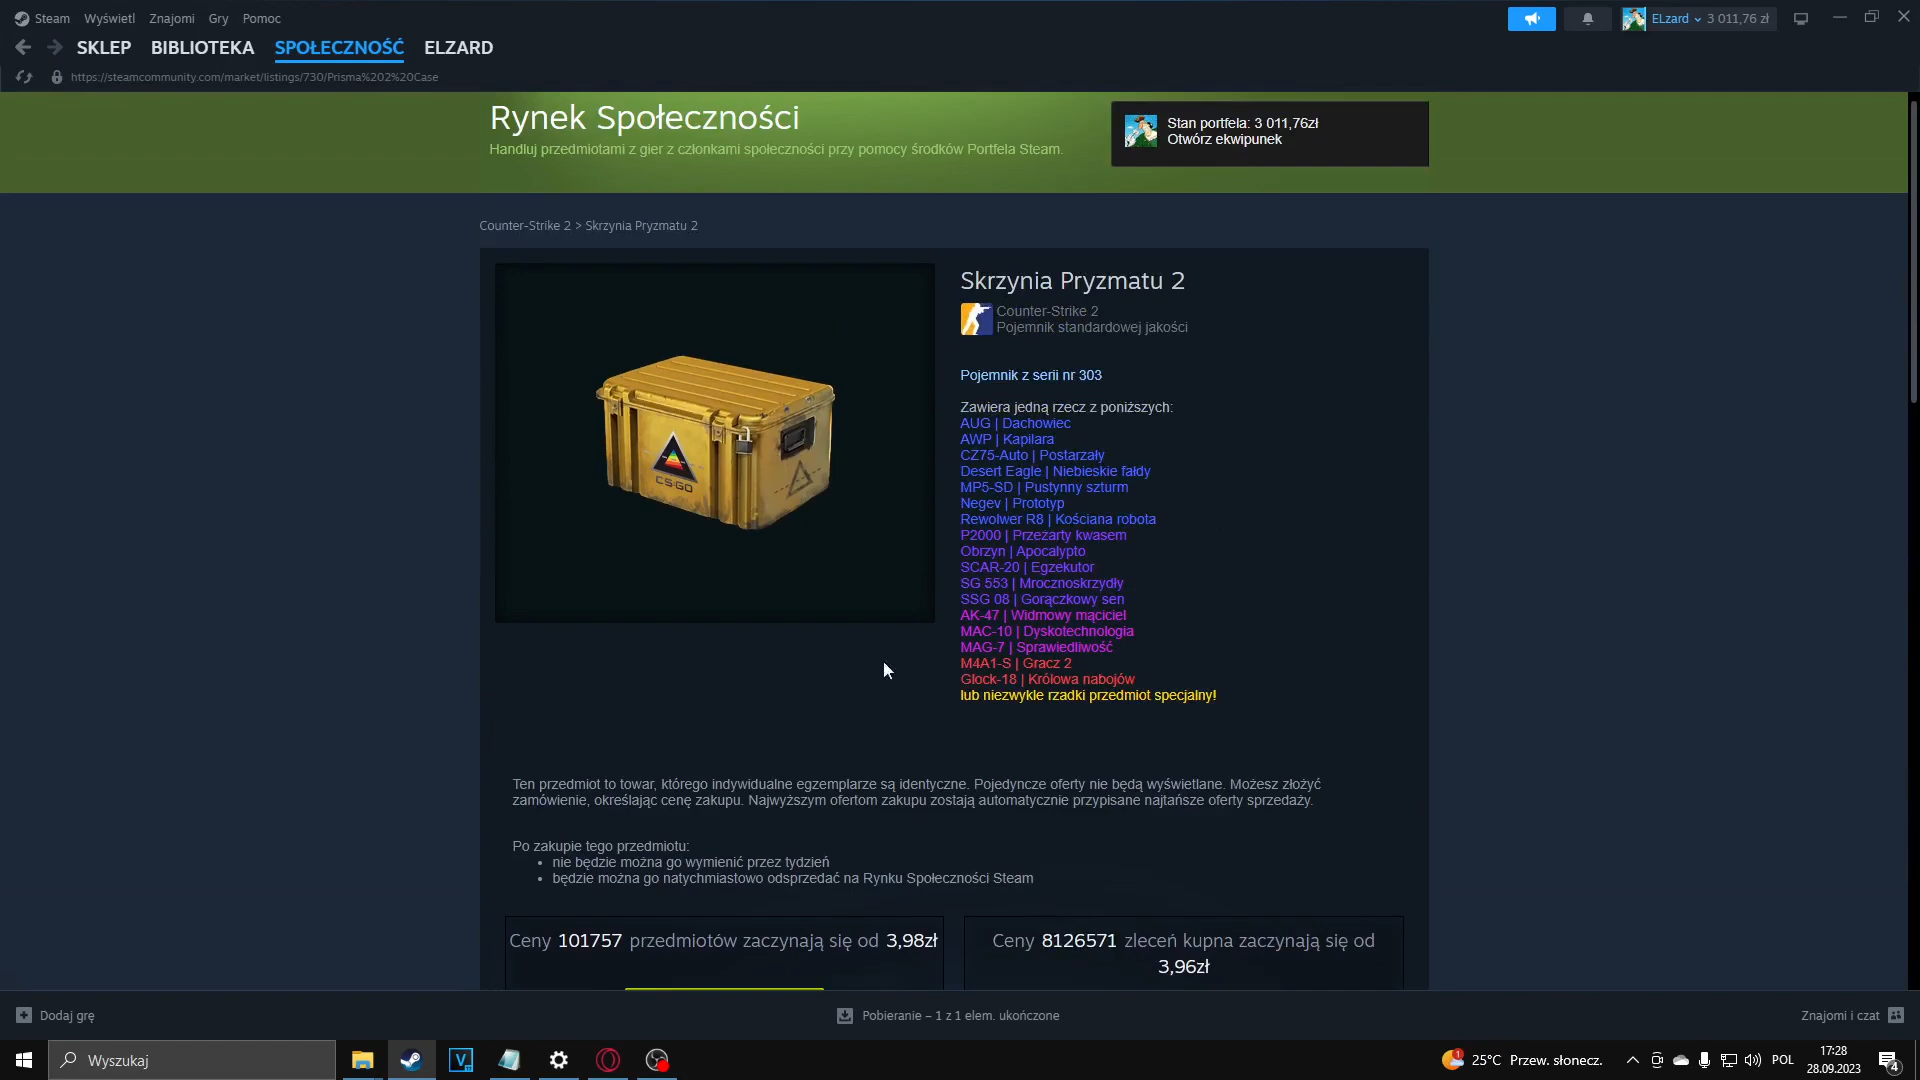 Steam Wyświetl Znajomi Gry Pomoc
ELzard 3 011,76 zł
SKLEP BIBLIOTEKA SPOŁECZNOŚĆ ELZARD
https://steamcommunity.com/market/listings/730/Prisma%202%20Case
Rynek Społeczności
Handluj przedmiotami z gier z członkami społeczności przy pomocy środków Portfela Steam.
Stan portfela: 3 011,76zł
Otwórz ekwipunek
Counter-Strike 2 > Skrzynia Pryzmatu 2
CS:GO
Skrzynia Pryzmatu 2
Counter-Strike 2
Pojemnik standardowej jakości
Pojemnik z serii nr 303
Zawiera jedną rzecz z poniższych:
AUG | Dachowiec
AWP | Kapilara
CZ75-Auto | Postarzały
Desert Eagle | Niebieskie fałdy
MP5-SD | Pustynny szturm
Negev | Prototyp
Rewolwer R8 | Kościana robota
P2000 | Przeżarty kwasem
Obrzyn | Apocalypto
SCAR-20 | Egzekutor
SG 553 | Mrocznoskrzydły
SSG 08 | Gorączkowy sen
AK-47 | Widmowy mąciciel
MAC-10 | Dyskotechnologia
MAG-7 | Sprawiedliwość
M4A1-S | Gracz 2
Glock-18 | Królowa nabojów
lub niezwykle rzadki przedmiot specjalny!
Ten przedmiot to towar, którego indywidualne egzemplarze są identyczne. Pojedyncze oferty nie będą wyświetlane. Możesz złożyć
zamówienie, określając cenę zakupu. Najwyższym ofertom zakupu zostają automatycznie przypisane najtańsze oferty sprzedaży.
Po zakupie tego przedmiotu:
• nie będzie można go wymienić przez tydzień
• będzie można go natychmiastowo odsprzedać na Rynku Społeczności Steam
Ceny 101757 przedmiotów zaczynają się od 3,98zł
Ceny 8126571 zleceń kupna zaczynają się od
3,96zł
Dodaj grę
Pobieranie – 1 z 1 elem. ukończone
Znajomi i czat
Wyszukaj
V
1
25°C Przew. słonecz.
POL
17:28
28.09.2023
4